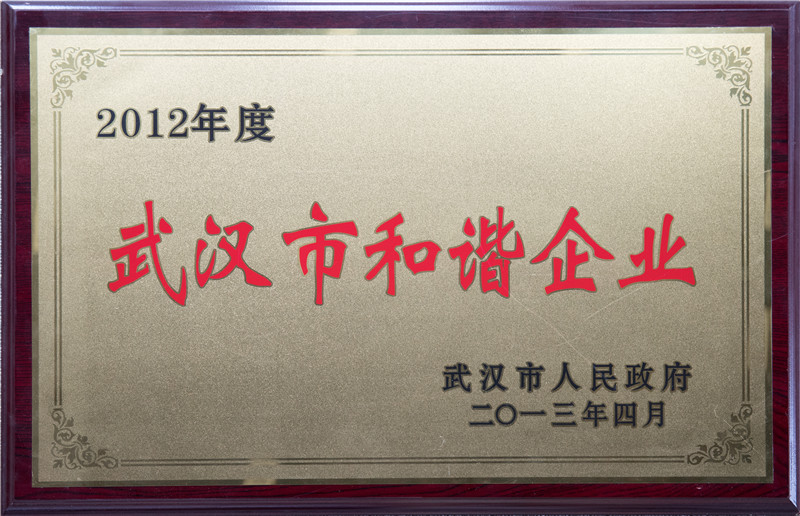 2012年度
武汉市和谐企业
武汉市人民政府
二〇一三年四月